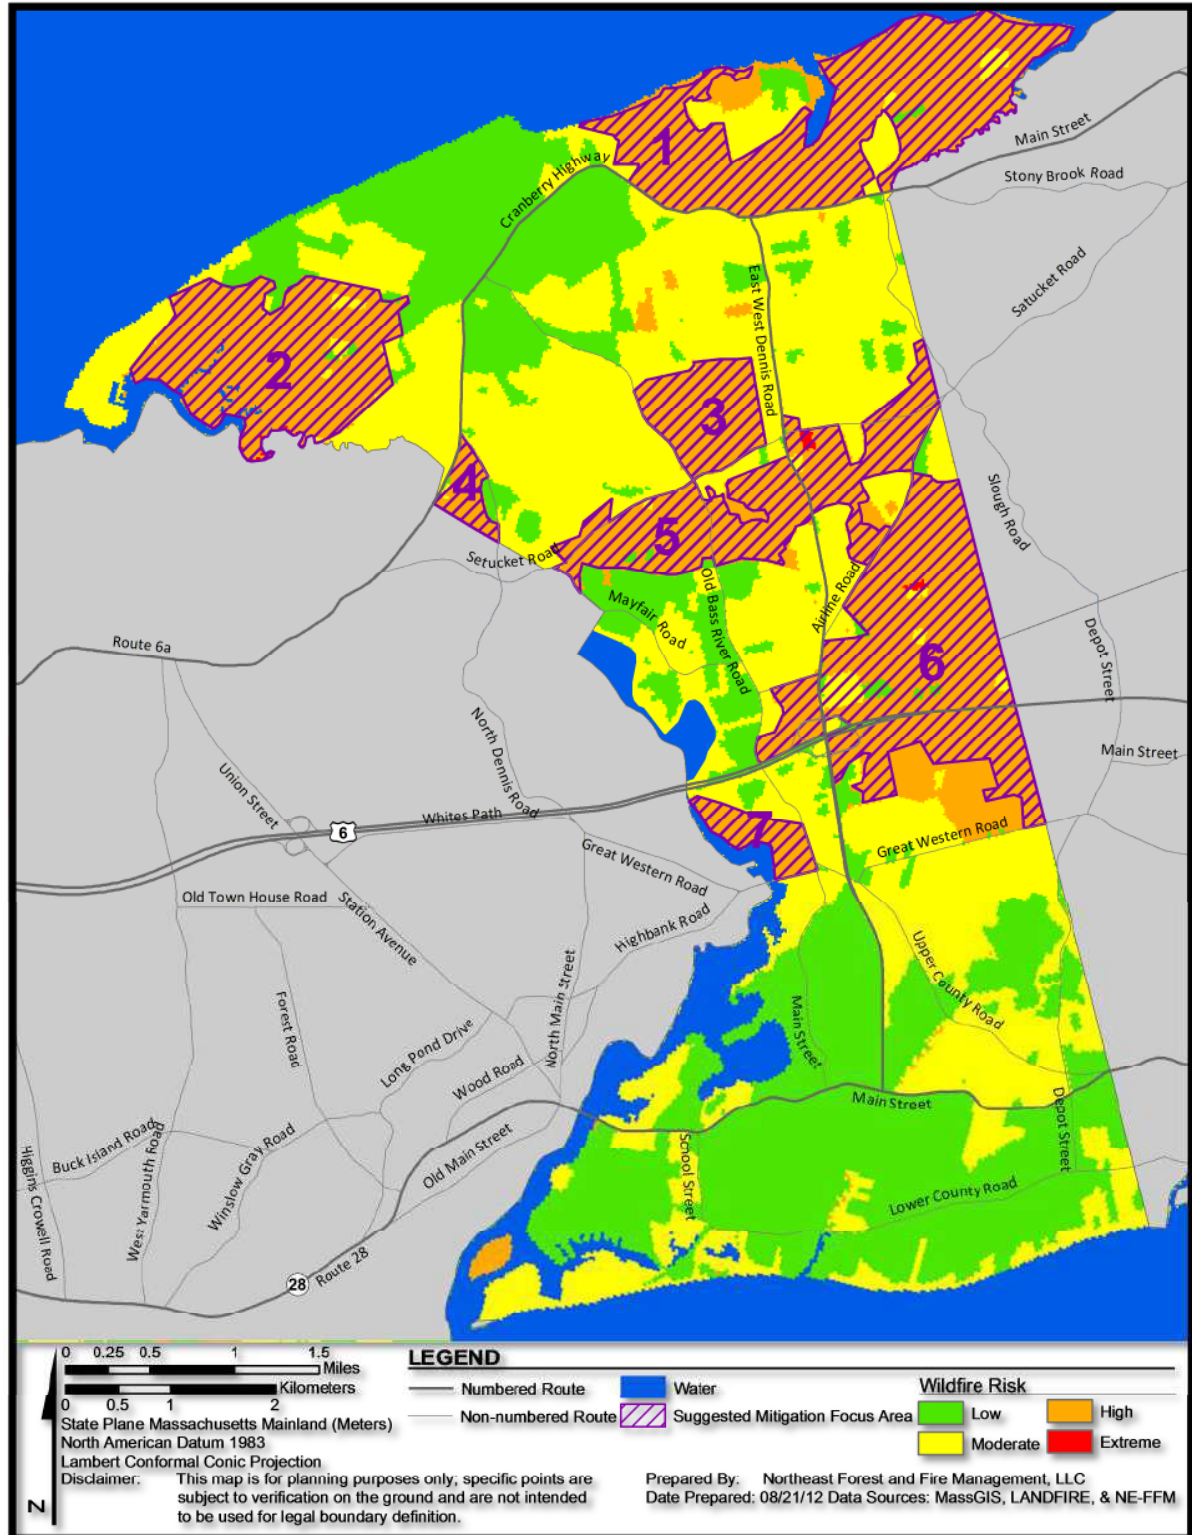 Main Street
Stony Brook Road
1
Cranberry Highway
Satucket Road
East West Dennis Road
2
3
4
Slough Road
5
Setucket Road
Mayfair Road
Old Bass River Road
Airline Road
Route 6a
6
Depot Street
North Dennis Road
Main Street
Union Street
Whites Path
6
7
Great Western Road
Great Western Road
Old Town House Road
Station Avenue
Highbank Road
Upper County Road
North Main Street
Forest Road
Main Street
Long Pond Drive
Wood Road
Main Street
Depot Street
Buck Island Road
West Yarmouth Road
Winslow Gray Road
Old Main Street
School Street
Higgins Crowell Road
Lower County Road
28
Route 28
0 0.25 0.5 1 1.5
Miles
Kilometers
0 0.5 1 2
State Plane Massachusetts Mainland (Meters)
North American Datum 1983
Lambert Conformal Conic Projection
N
LEGEND
Numbered Route
Non-numbered Route
Water
Suggested Mitigation Focus Area
Wildfire Risk
Low
High
Moderate
Extreme
Disclaimer: This map is for planning purposes only; specific points are
subject to verification on the ground and are not intended
to be used for legal boundary definition.
Prepared By: Northeast Forest and Fire Management, LLC
Date Prepared: 08/21/12 Data Sources: MassGIS, LANDFIRE, & NE-FFM